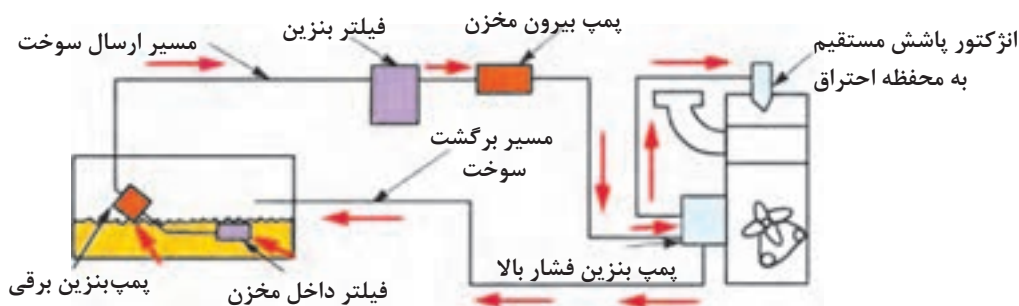 پمپ بیرون مخزن
فیلتر بنزین
مسیر ارسال سوخت
انژکتور پاشش مستقیم
به محفظه احتراق
مسیر برگشت
سوخت
پمپ بنزین فشار بالا
پمپ‌بنزین برقی
فیلتر داخل مخزن